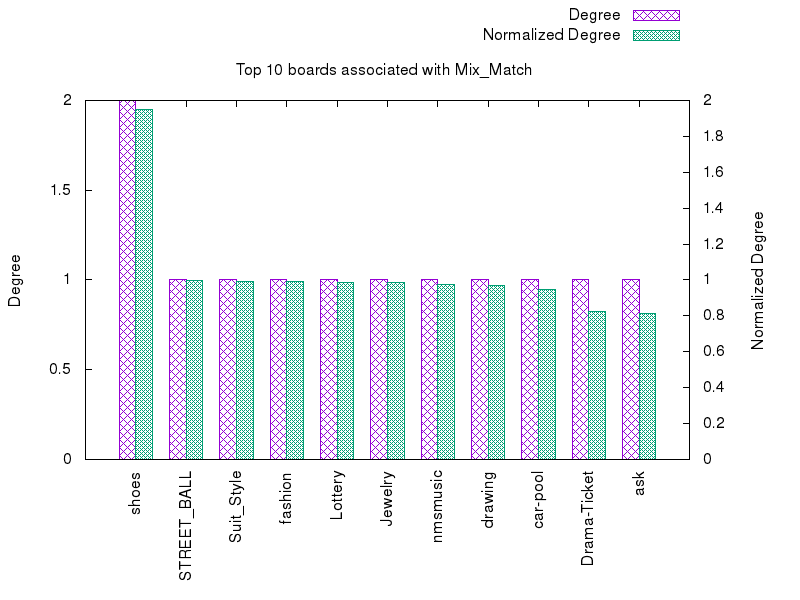 Degree
Normalized Degree
Top 10 boards associated with Mix_Match
2
1.5
1
0.5
0
Degree
2
1.8
1.6
1.4
1.2
1
0.8
0.6
0.4
0.2
0
Normalized Degree
shoes
STREET_BALL
Suit_Style
fashion
Lottery
Jewelry
nmsmusic
drawing
car-pool
Drama-Ticket
ask